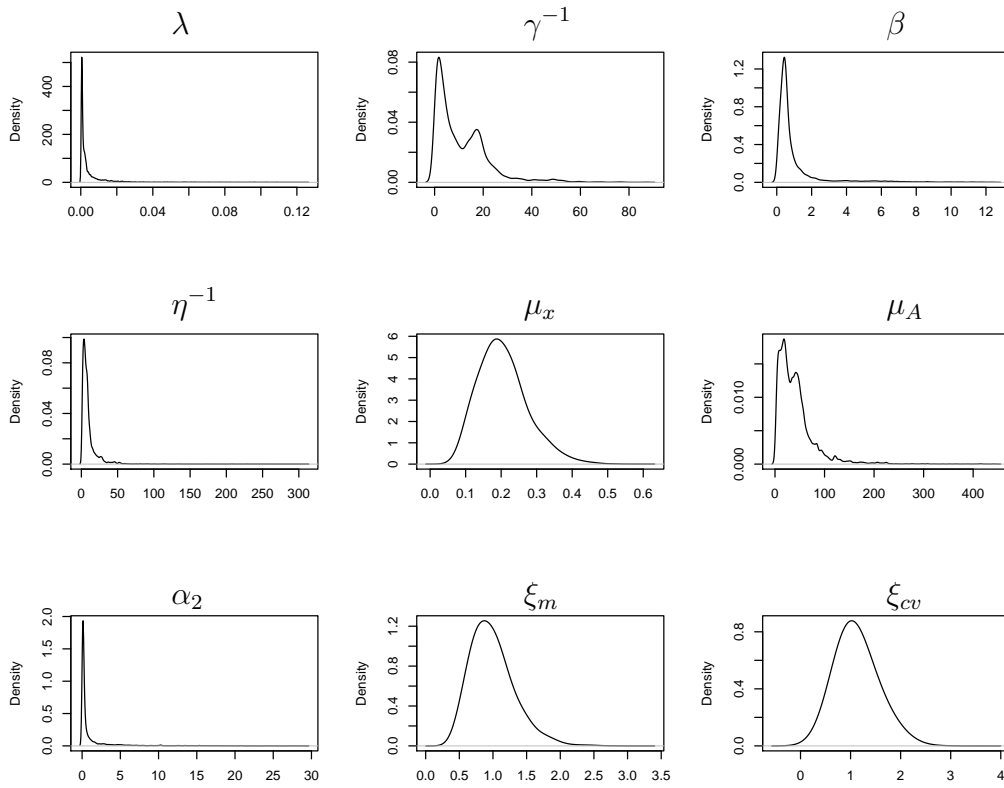 λ
γ⁻¹
β
Density
0 200 400
0.00 0.04 0.08 0.12
Density
0.00 0.04 0.08
0 20 40 60 80
Density
0.0 0.4 0.8 1.2
0 2 4 6 8 10 12
η⁻¹
μₓ
μ_A
Density
0.00 0.04 0.08
0 50 100 150 200 250 300
Density
0 1 2 3 4 5 6
0.0 0.1 0.2 0.3 0.4 0.5 0.6
Density
0.000 0.010
0 100 200 300 400
α₂
ξ_m
ξ_cv
Density
0.0 0.5 1.0 1.5 2.0
0 5 10 15 20 25 30
Density
0.0 0.4 0.8 1.2
0.0 0.5 1.0 1.5 2.0 2.5 3.0 3.5
Density
0.0 0.4 0.8
0 1 2 3 4